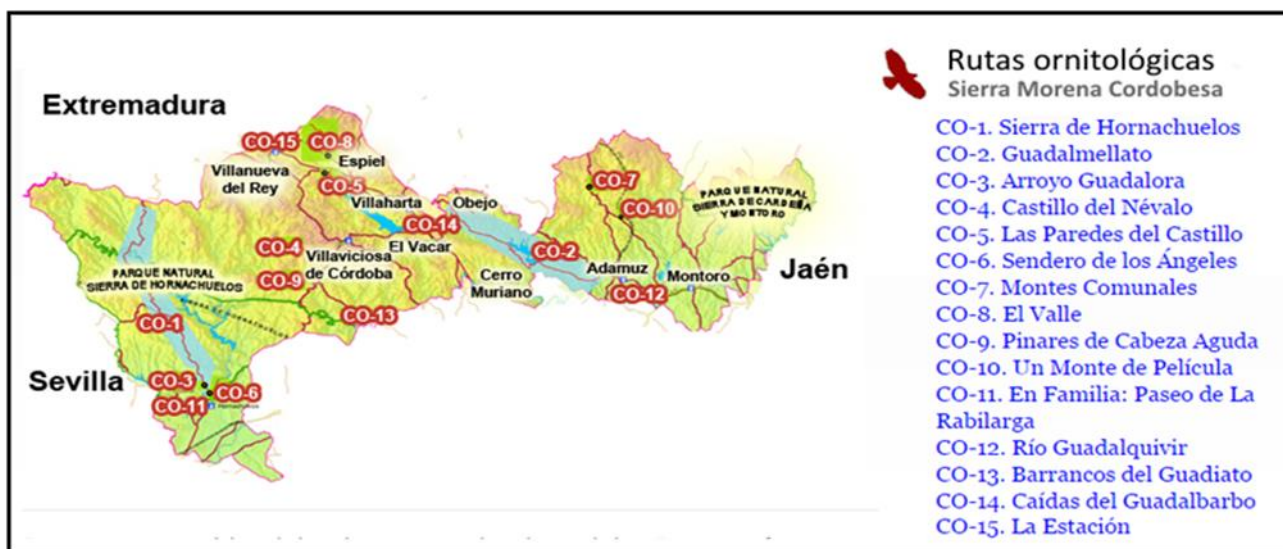 Extremadura
CO-15
CO-8
Espiel
Villanueva
del Rey
CO-5
Villaharta
Obejo
CO-7
CO-10
PARQUE NATURAL
SIERRA DE CARDEÑA
Y MONTORO
CO-14
CO-4
El Vacar
CO-2
Villaviciosa
de Córdoba
Adamuz
Montoro
Jaén
PARQUE NATURAL
SIERRA DE HORNACHUELOS
CO-9
Cerro
Muriano
CO-12
CO-1
CO-13
Sevilla
CO-3
CO-6
CO-11
Rutas ornitológicas
Sierra Morena Cordobesa
CO-1. Sierra de Hornachuelos
CO-2. Guadalmellato
CO-3. Arroyo Guadalora
CO-4. Castillo del Névalo
CO-5. Las Paredes del Castillo
CO-6. Sendero de los Ángeles
CO-7. Montes Comunales
CO-8. El Valle
CO-9. Pinares de Cabeza Aguda
CO-10. Un Monte de Película
CO-11. En Familia: Paseo de La
Rabilarga
CO-12. Río Guadalquivir
CO-13. Barrancos del Guadiato
CO-14. Caídas del Guadalbarbo
CO-15. La Estación